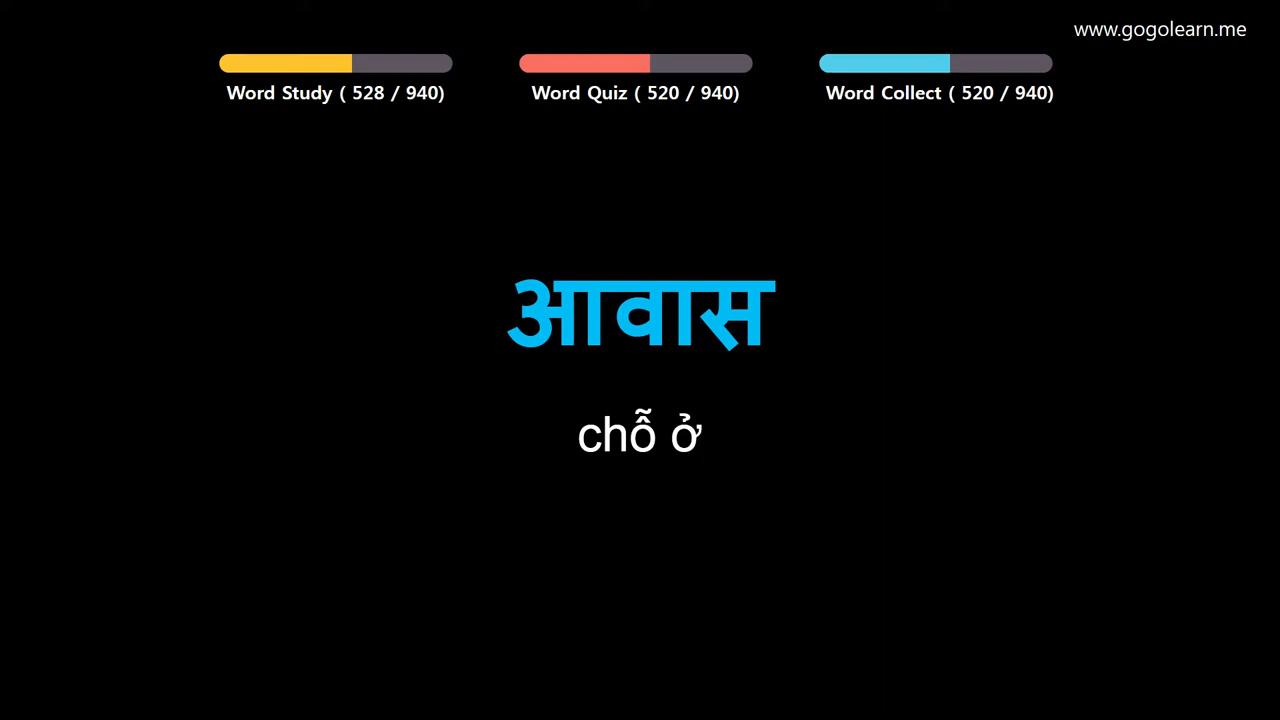 www.gogolearn.me
Word Study ( 528 / 940)
Word Quiz ( 520 / 940)
Word Collect ( 520 / 940)
आवास
chỗ ở